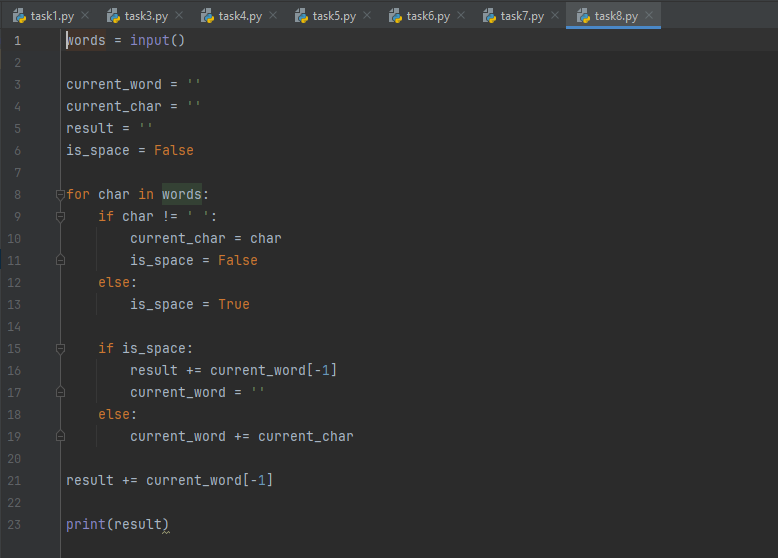 task1.py task3.py task4.py task5.py task6.py task7.py task8.py
1 words = input()
2
3 current_word = ''
4 current_char = ''
5 result = ''
6 is_space = False
7
8 for char in words:
9     if char != ' ':
10         current_char = char
11         is_space = False
12     else:
13         is_space = True
14
15     if is_space:
16         result += current_word[-1]
17         current_word = ''
18     else:
19         current_word += current_char
20
21 result += current_word[-1]
22
23 print(result)